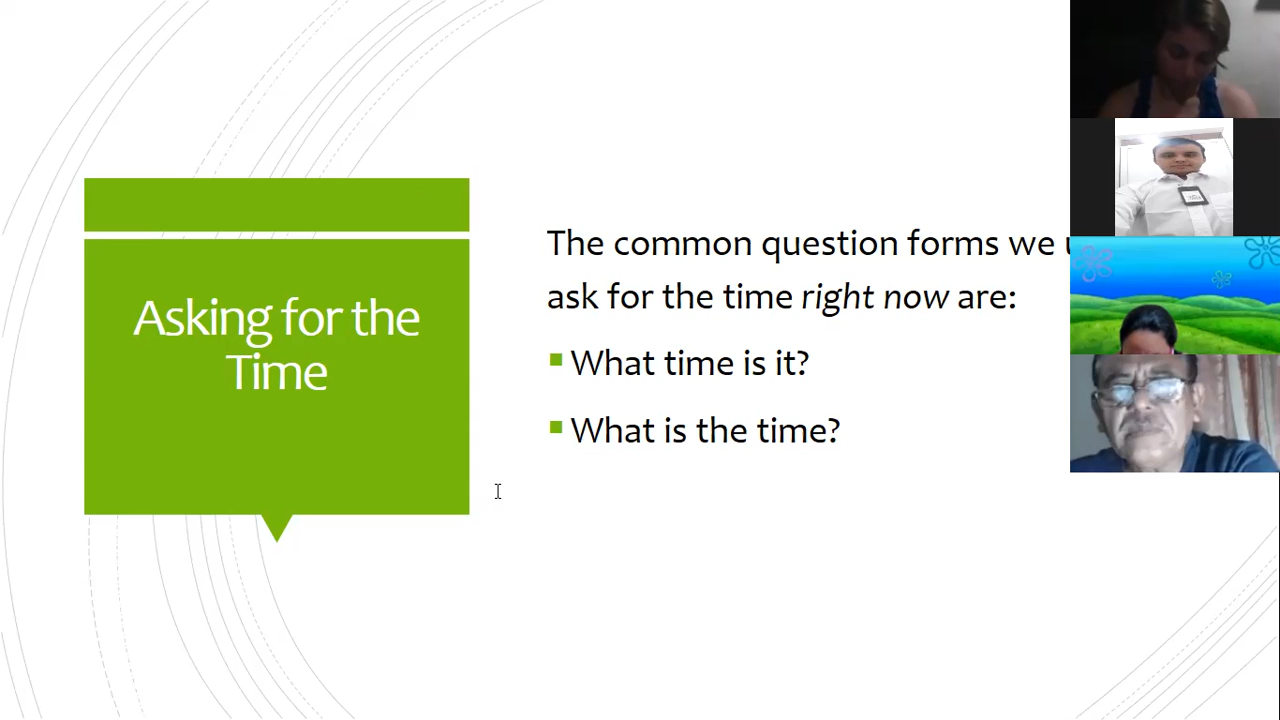 Asking for the
Time
The common question forms we
ask for the time right now are:
What time is it?
What is the time?